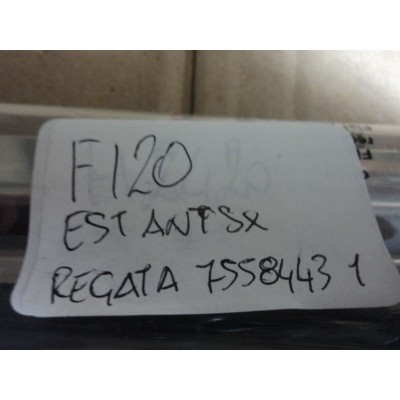 F120
EST ANT SX
REGATA 7558443 1